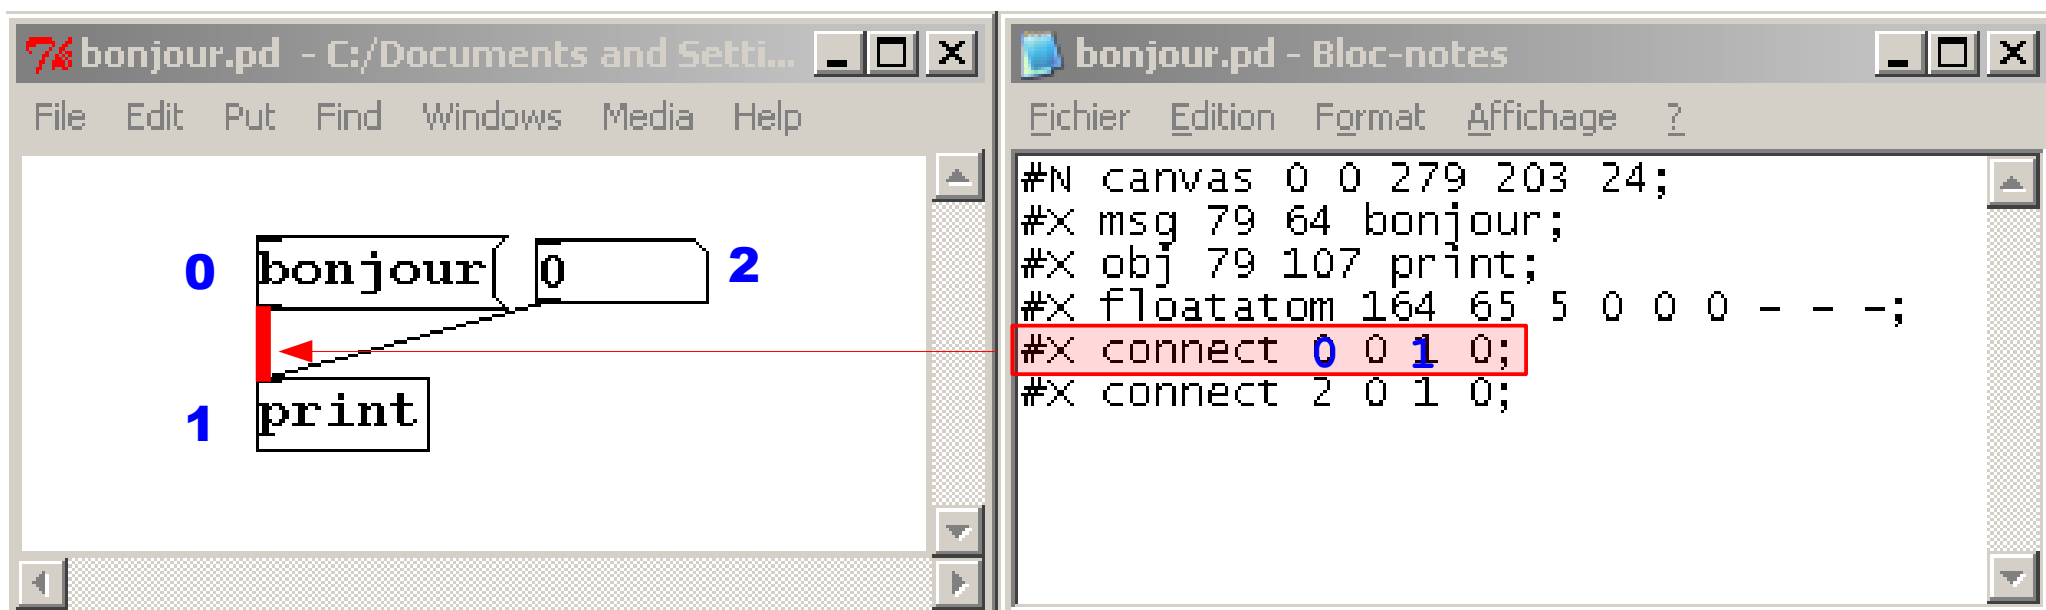 bonjour.pd - C:/Documents and Setti...
File Edit Put Find Windows Media Help
0 bonjour 0 2
1 print
bonjour.pd - Bloc-notes
Fichier Edition Format Affichage ?
#N canvas 0 0 279 203 24;
#X msg 79 64 bonjour;
#X obj 79 107 print;
#X floatatom 164 65 5 0 0 0 - - -;
#X connect 0 0 1 0;
#X connect 2 0 1 0;